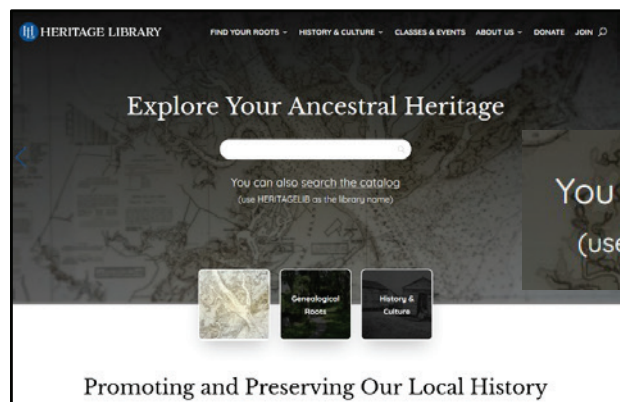 HERITAGE LIBRARY
FIND YOUR ROOTS HISTORY & CULTURE CLASSES & EVENTS ABOUT US DONATE JOIN
Explore Your Ancestral Heritage
You can also search the catalog
(use HERITAGELIB as the library name)
You
(use
Geneological
Roots
History &
Culture
Promoting and Preserving Our Local History